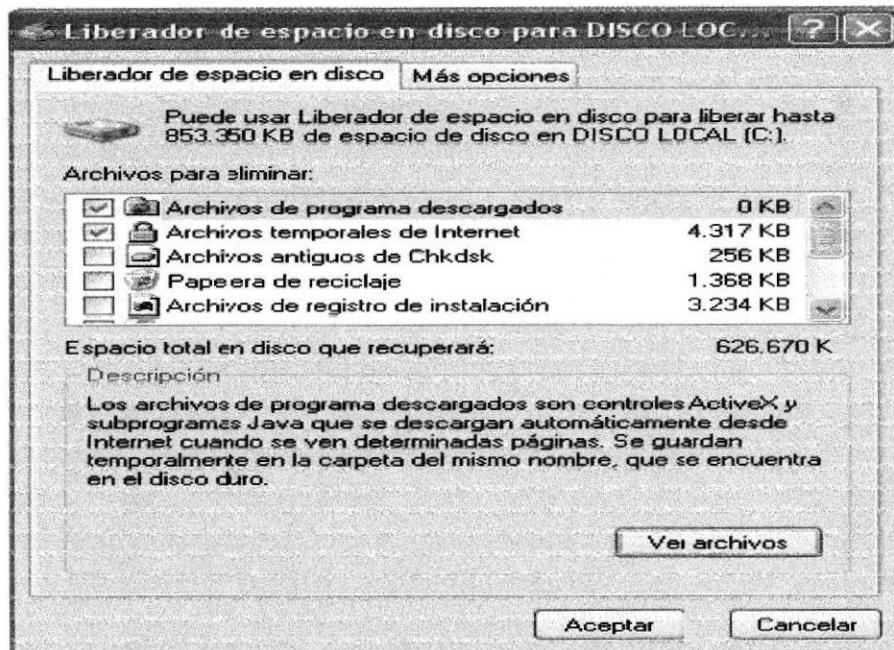 Liberador de espacio en disco para DISCO LOC...
Liberador de espacio en disco Más opciones
Puede usar Liberador de espacio en disco para liberar hasta
853.350 KB de espacio de disco en DISCO LOCAL (C:).
Archivos para eliminar:
Archivos de programa descargados 0 KB
Archivos temporales de Internet 4.317 KB
Archivos antiguos de Chkdsk 256 KB
Papeera de reciclaje 1.368 KB
Archivos de registro de instalación 3.234 KB
Espacio total en disco que recuperará: 626.670 K
Descripción
Los archivos de programa descargados son controles ActiveX y
subprogramas Java que se descargan automáticamente desde
Internet cuando se ven determinadas páginas. Se guardan
temporalmente en la carpeta del mismo nombre, que se encuentra
en el disco duro.
Ver archivos
Aceptar Cancelar